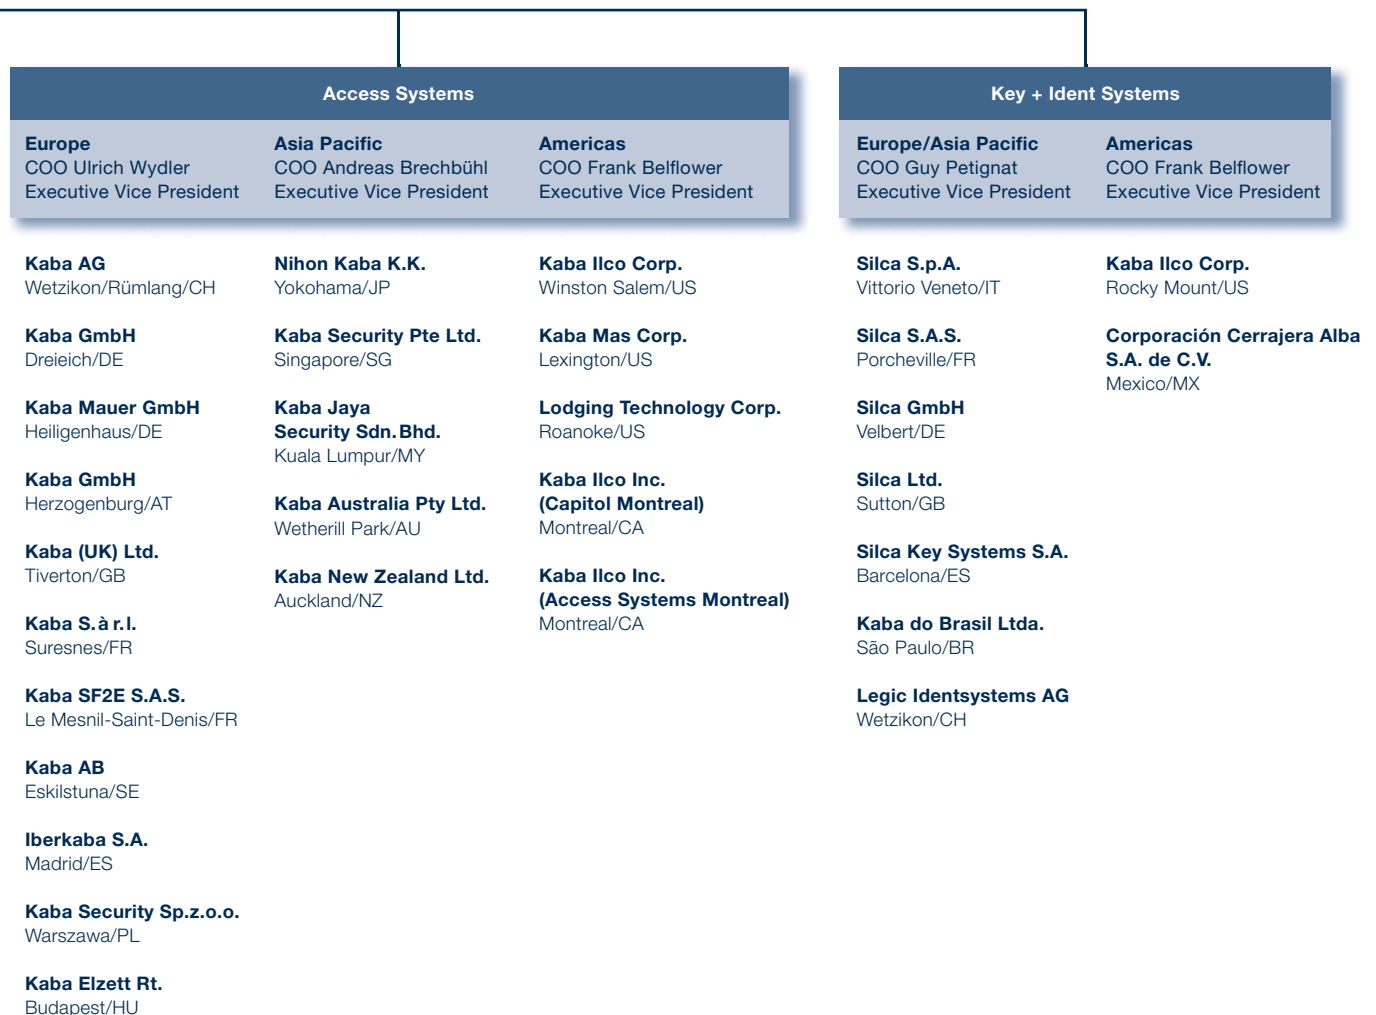 Access Systems
Europe
COO Ulrich Wydler
Executive Vice President
Asia Pacific
COO Andreas Brechbühl
Executive Vice President
Americas
COO Frank Belflower
Executive Vice President
Kaba AG
Wetzikon/Rümlang/CH
Kaba GmbH
Dreieich/DE
Kaba Mauer GmbH
Heiligenhaus/DE
Kaba GmbH
Herzogenburg/AT
Kaba (UK) Ltd.
Tiverton/GB
Kaba S.à r.l.
Suresnes/FR
Kaba SF2E S.A.S.
Le Mesnil-Saint-Denis/FR
Kaba AB
Eskilstuna/SE
Iberkaba S.A.
Madrid/ES
Kaba Security Sp.z.o.o.
Warszawa/PL
Kaba Elzett Rt.
Budapest/HU
Nihon Kaba K.K.
Yokohama/JP
Kaba Security Pte Ltd.
Singapore/SG
Kaba Jaya
Security Sdn. Bhd.
Kuala Lumpur/MY
Kaba Australia Pty Ltd.
Wetherill Park/AU
Kaba New Zealand Ltd.
Auckland/NZ
Kaba Ilco Corp.
Winston Salem/US
Kaba Mas Corp.
Lexington/US
Lodging Technology Corp.
Roanoke/US
Kaba Ilco Inc.
(Capitol Montreal)
Montreal/CA
Kaba Ilco Inc.
(Access Systems Montreal)
Montreal/CA
Key + Ident Systems
Europe/Asia Pacific
COO Guy Petignat
Executive Vice President
Americas
COO Frank Belflower
Executive Vice President
Silca S.p.A.
Vittorio Veneto/IT
Silca S.A.S.
Porcheville/FR
Silca GmbH
Velbert/DE
Silca Ltd.
Sutton/GB
Silca Key Systems S.A.
Barcelona/ES
Kaba do Brasil Ltda.
São Paulo/BR
Legic Identsystems AG
Wetzikon/CH
Kaba Ilco Corp.
Rocky Mount/US
Corporación Cerrajera Alba
S.A. de C.V.
Mexico/MX